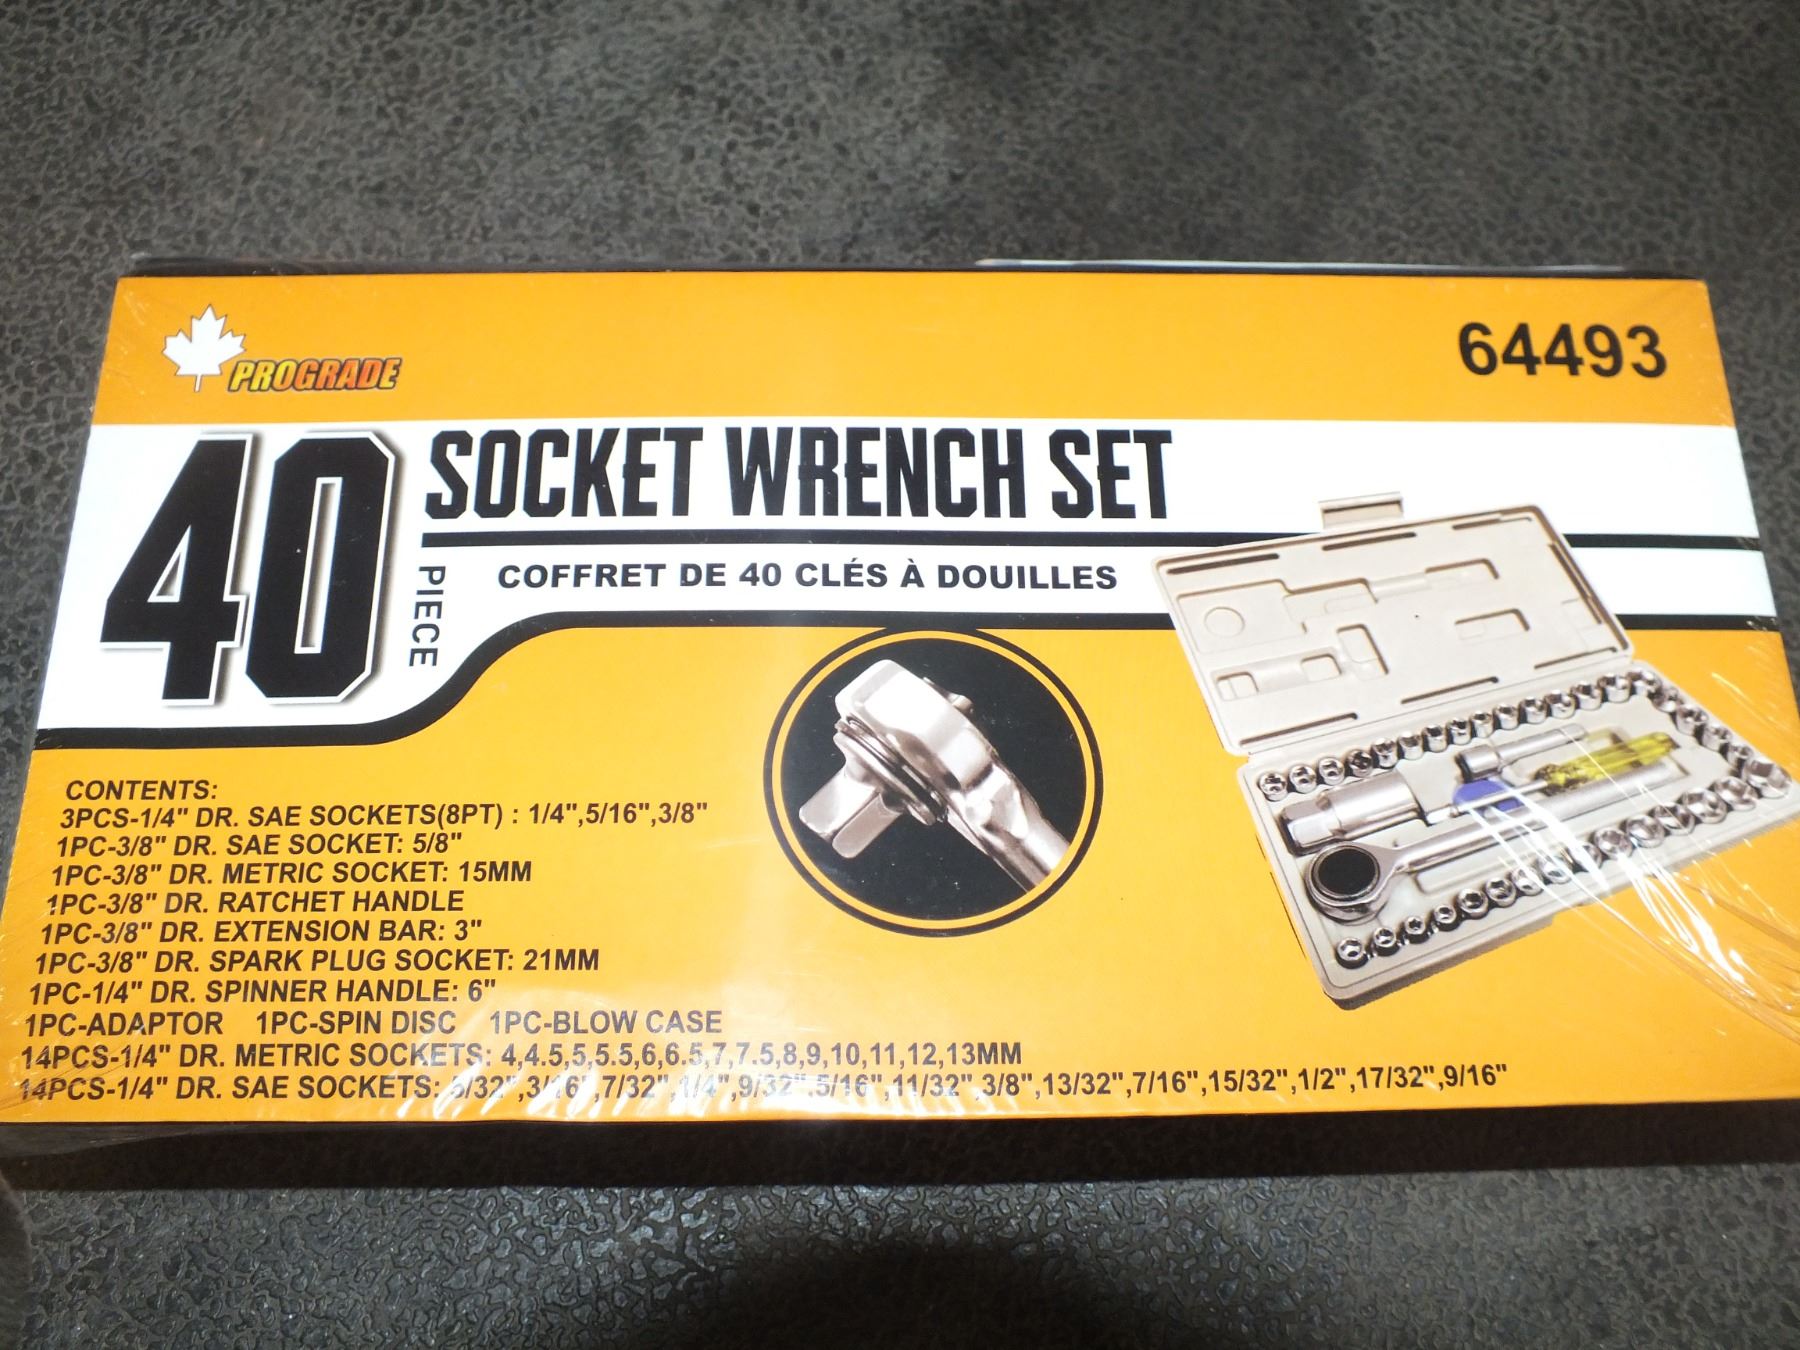 PROGRADE
64493
40 PIECE
SOCKET WRENCH SET
COFFRET DE 40 CLÉS À DOUILLES
CONTENTS:
3PCS-1/4" DR. SAE SOCKETS(8PT) : 1/4",5/16",3/8"
1PC-3/8" DR. SAE SOCKET: 5/8"
1PC-3/8" DR. METRIC SOCKET: 15MM
1PC-3/8" DR. RATCHET HANDLE
1PC-3/8" DR. EXTENSION BAR: 3"
1PC-3/8" DR. SPARK PLUG SOCKET: 21MM
1PC-1/4" DR. SPINNER HANDLE: 6"
1PC-ADAPTOR 1PC-SPIN DISC 1PC-BLOW CASE
14PCS-1/4" DR. METRIC SOCKETS: 4,4.5,5,5.5,6,6.5,7,7.5,8,9,10,11,12,13MM
14PCS-1/4" DR. SAE SOCKETS: 5/32",3/16",7/32",1/4",9/32",5/16",11/32",3/8",13/32",7/16",15/32",1/2",17/32",9/16"